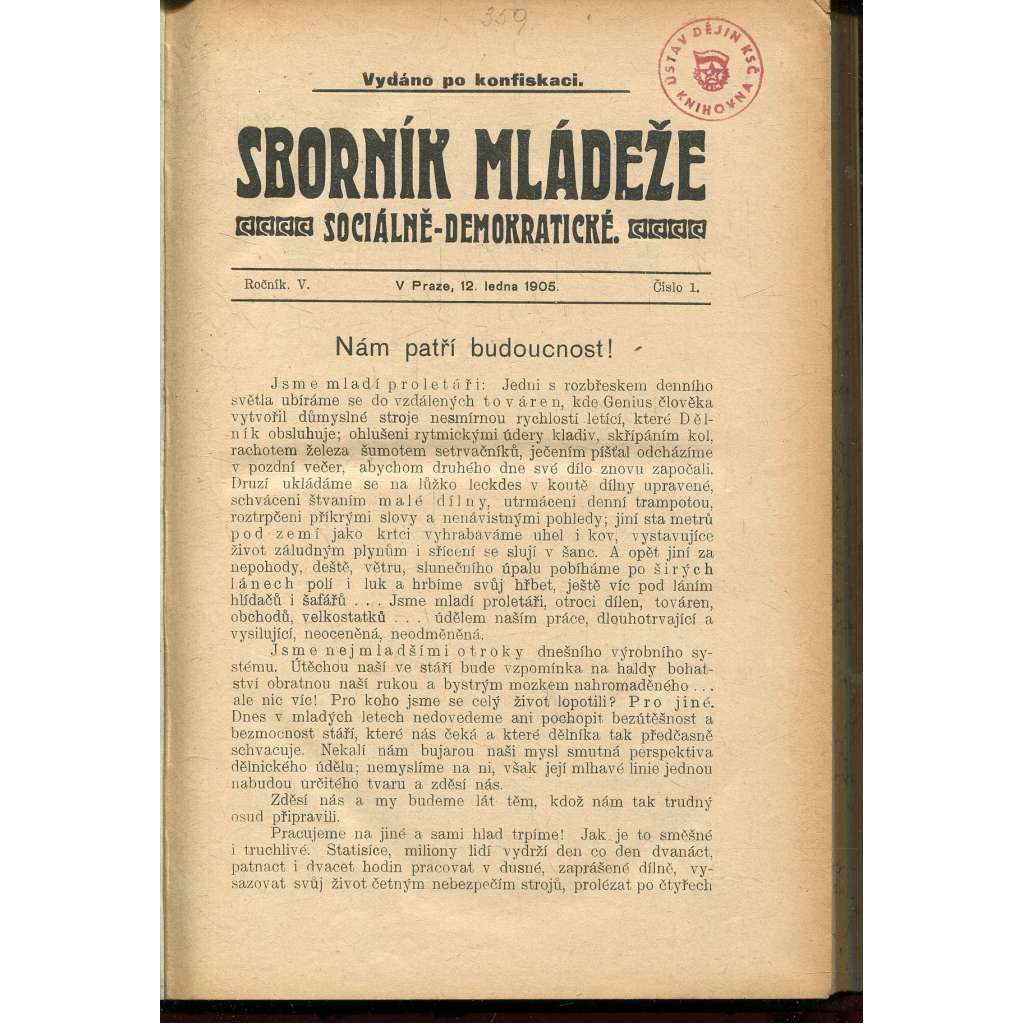 359
ÚSTAV DĚJIN KSČ
KNIHOVNA
Vydáno po konfiskaci.
SBORNÍK MLÁDEŽE
SOCIÁLNĚ-DEMOKRATICKÉ.
Ročník. V. V Praze, 12. ledna 1905. Číslo 1.
Nám patří budoucnost!
Jsme mladí proletáři: Jedni s rozbřeskem denního
světla ubíráme se do vzdálených továren, kde Genius člověka
vytvořil důmyslné stroje nesmírnou rychlostí letící, které Děl-
ník obsluhuje; ohlušeni rytmickými údery kladiv, skřípáním kol,
rachotem železa šumotem setrvačníků, ječením píšťal odcházíme
v pozdní večer, abychom druhého dne své dílo znovu započali.
Druzí ukládáme se na lůžko leckdes v koutě dílny upravené,
schváceni štvaním malé dílny, utrmáceni denní trampotou,
roztrpčeni příkrými slovy a nenávistnými pohledy; jiní sta metrů
pod zemí jako krtci vyhrabáváme uhel i kov, vystavujíce
život záludným plynům i sřícení se slují v šanc. A opět jiní za
nepohody, deště, větru, slunečního úpalu pobíháme po širých
lánech polí i luk a hrbíme svůj hřbet, ještě víc pod láním
hlídačů i šafářů . . . Jsme mladí proletáři, otroci dílen, továren,
obchodů, velkostatků . . . údělem naším práce, dlouhotrvající a
vysilující, neoceněná, neodměněná.
Jsme nejmladšími otroky dnešního výrobního sy-
stému. Útěchou naší ve stáří bude vzpomínka na haldy bohat-
ství obratnou naší rukou a bystrým mozkem nahromaděného . . .
ale nic víc! Pro koho jsme se celý život lopotili? Pro jiné.
Dnes v mladých letech nedovedeme ani pochopit bezútěšnost a
bezmocnost stáří, které nás čeká a které dělníka tak předčasně
schvacuje. Nekalí nám bujarou naši mysl smutná perspektiva
dělnického údělu; nemyslíme na ni, však její mlhavé linie jednou
nabudou určitého tvaru a zděsí nás.
Zděsí nás a my budeme lát těm, kdož nám tak trudný
osud připravili.
Pracujeme na jiné a sami hlad trpíme! Jak je to směšné
i truchlivé. Statisíce, miliony lidí vydrží den co den dvanáct,
patnact i dvacet hodin pracovat v dusné, zaprášené dílně, vy-
sazovat svůj život četným nebezpečím strojů, prolézat po čtyřech